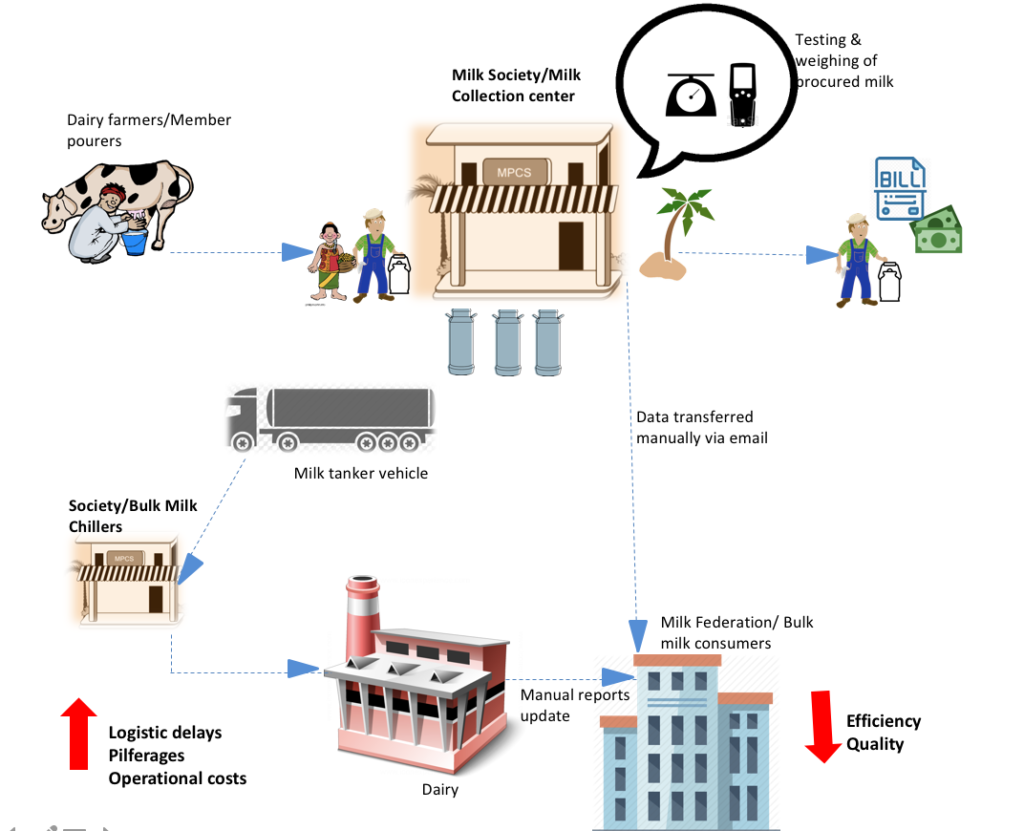 Testing &
weighing of
procured milk
Milk Society/Milk
Collection center
Dairy farmers/Member
pourers
MPCS
BILL
Data transferred
manually via email
Milk tanker vehicle
Society/Bulk Milk
Chillers
MPCS
Milk Federation/ Bulk
milk consumers
Manual reports
update
Logistic delays
Pilferages
Operational costs
Efficiency
Quality
Dairy